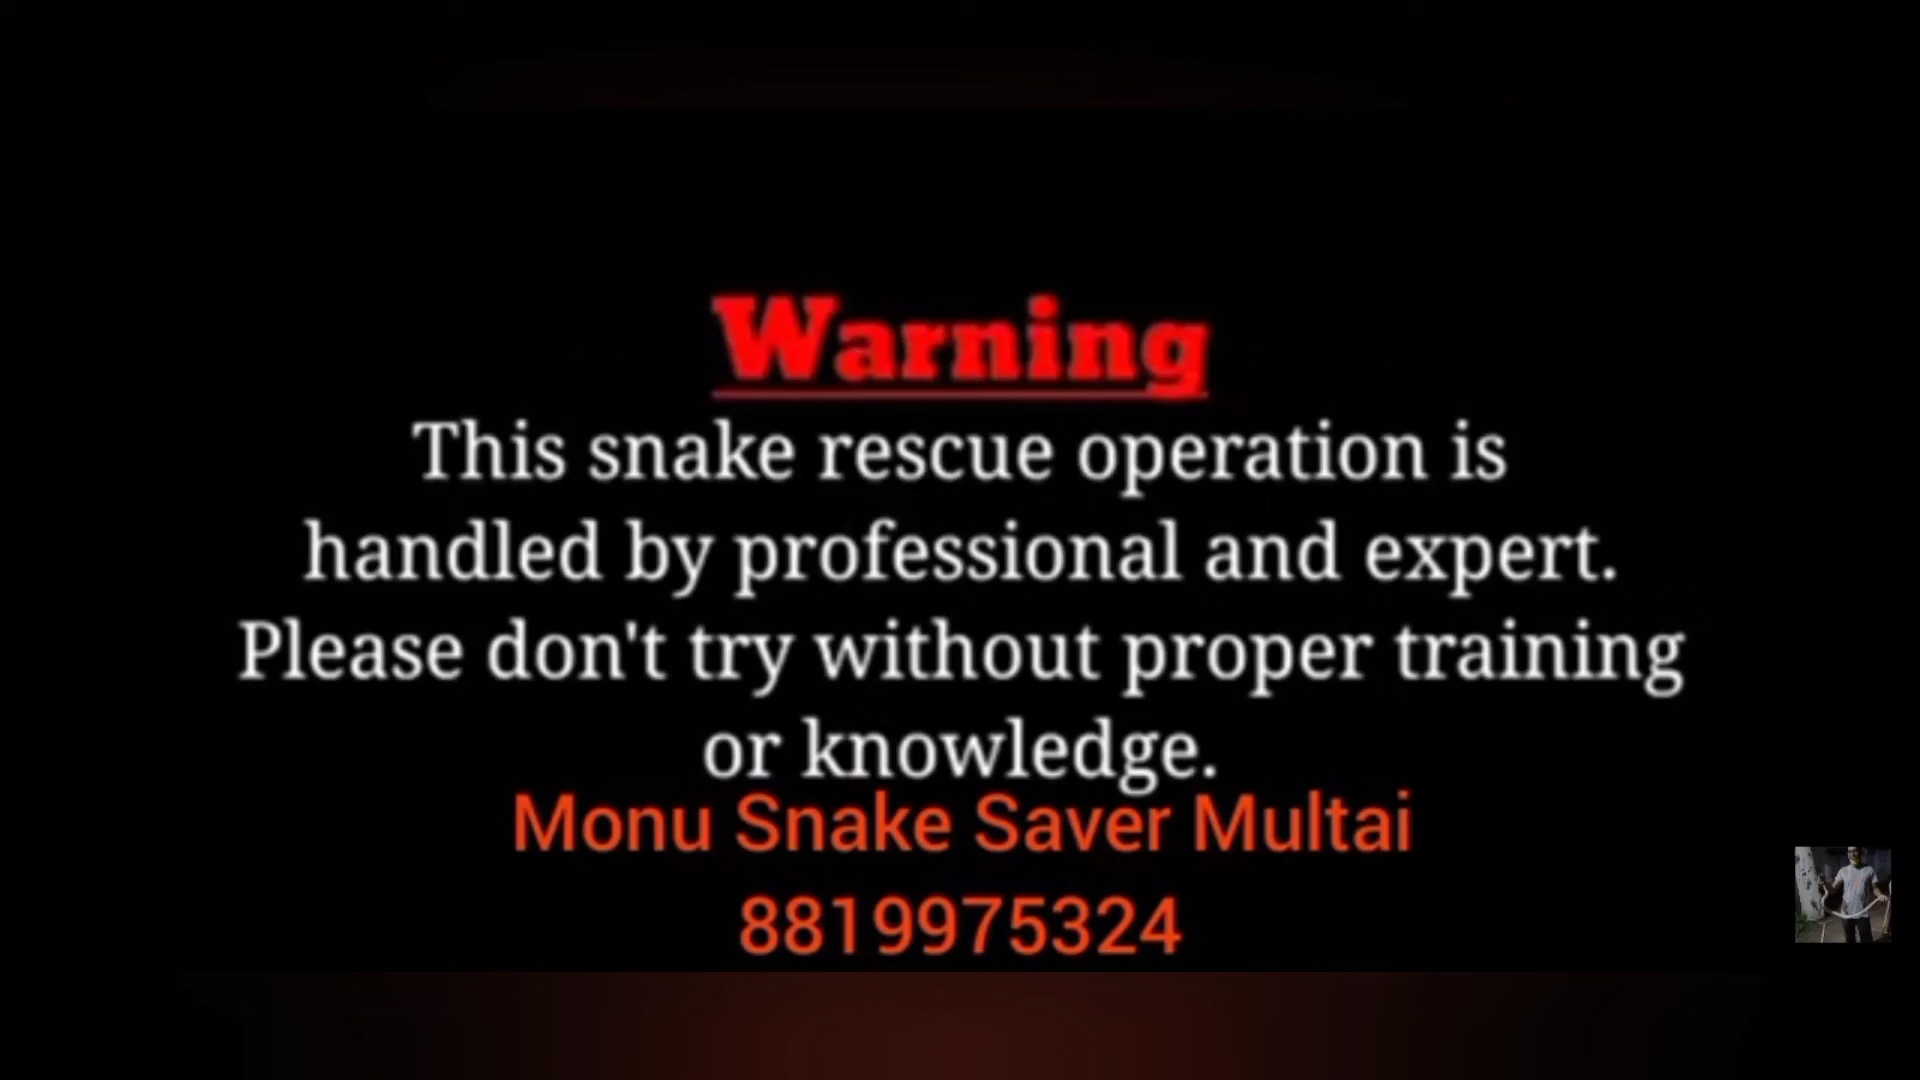 Warning
This snake rescue operation is
handled by professional and expert.
Please don't try without proper training
or knowledge.
Monu Snake Saver Multai
8819975324